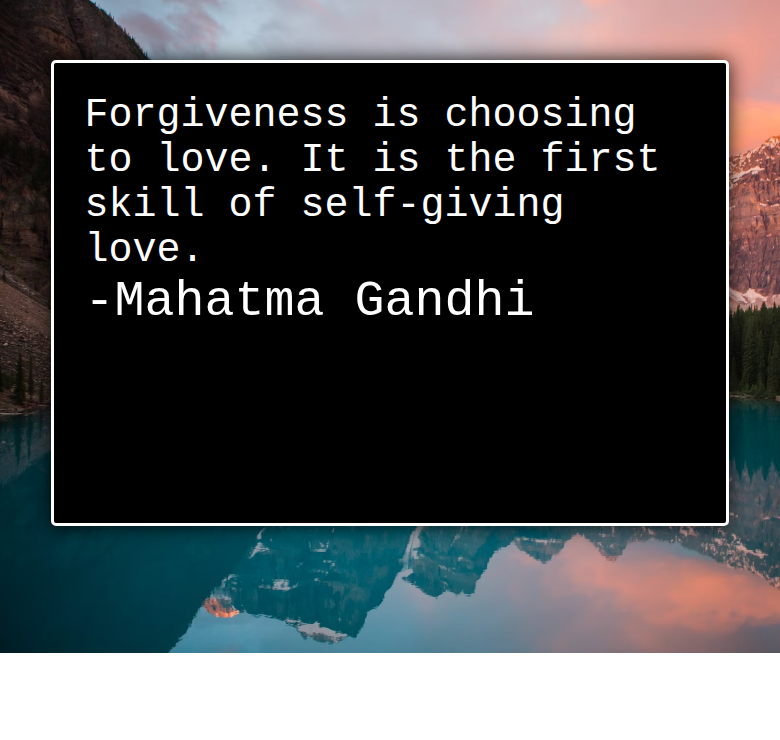 Forgiveness is choosing
to love. It is the first
skill of self-giving
love.
-Mahatma Gandhi